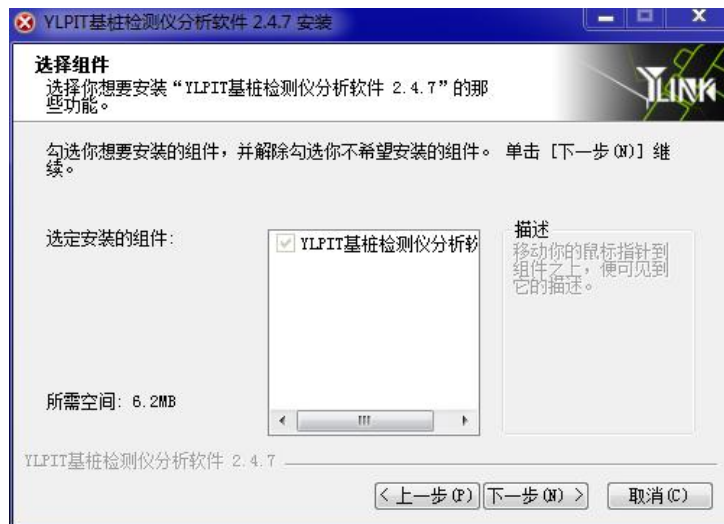 YLPIT基桩检测仪分析软件 2.4.7 安装
选择组件
选择你想要安装“YLPIT基桩检测仪分析软件 2.4.7”的那
些功能。
YLINK
勾选你想要安装的组件，并解除勾选你不希望安装的组件。 单击 [下一步(N)] 继
续。
选定安装的组件:
YLPIT基桩检测仪分析软
描述
移动你的鼠标指针到
组件之上，便可见到
它的描述。
所需空间: 6.2MB
YLPIT基桩检测仪分析软件 2.4.7
< 上一步(P)
下一步(N) >
取消(C)